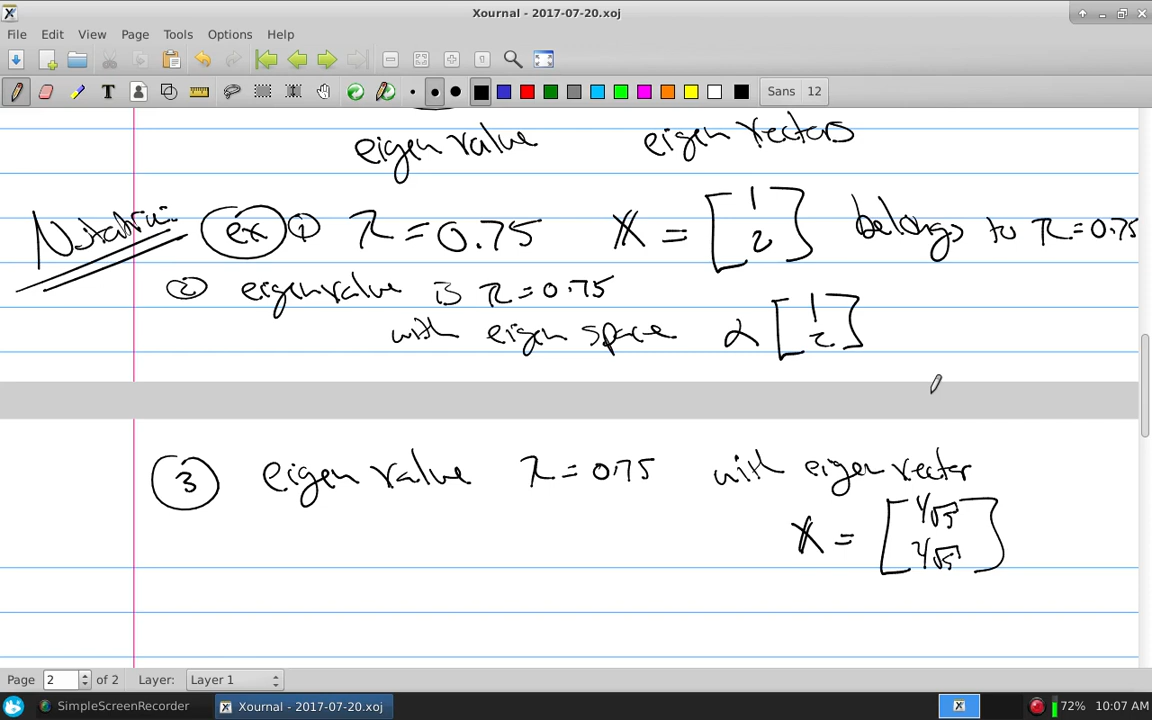 Xournal - 2017-07-20.xoj
File Edit View Page Tools Options Help
Sans 12
eigen value eigen vectors
Notation: ex ① λ = 0.75 X = [1 2] belongs to λ = 0.75
② eigenvalue is λ = 0.75
with eigen space α [1 2]
③ eigen value λ = 0.75 with eigen vector
X = [1/√5 2/√5]
Page 2 of 2 Layer: Layer 1
SimpleScreenRecorder Xournal - 2017-07-20.xoj 72% 10:07 AM